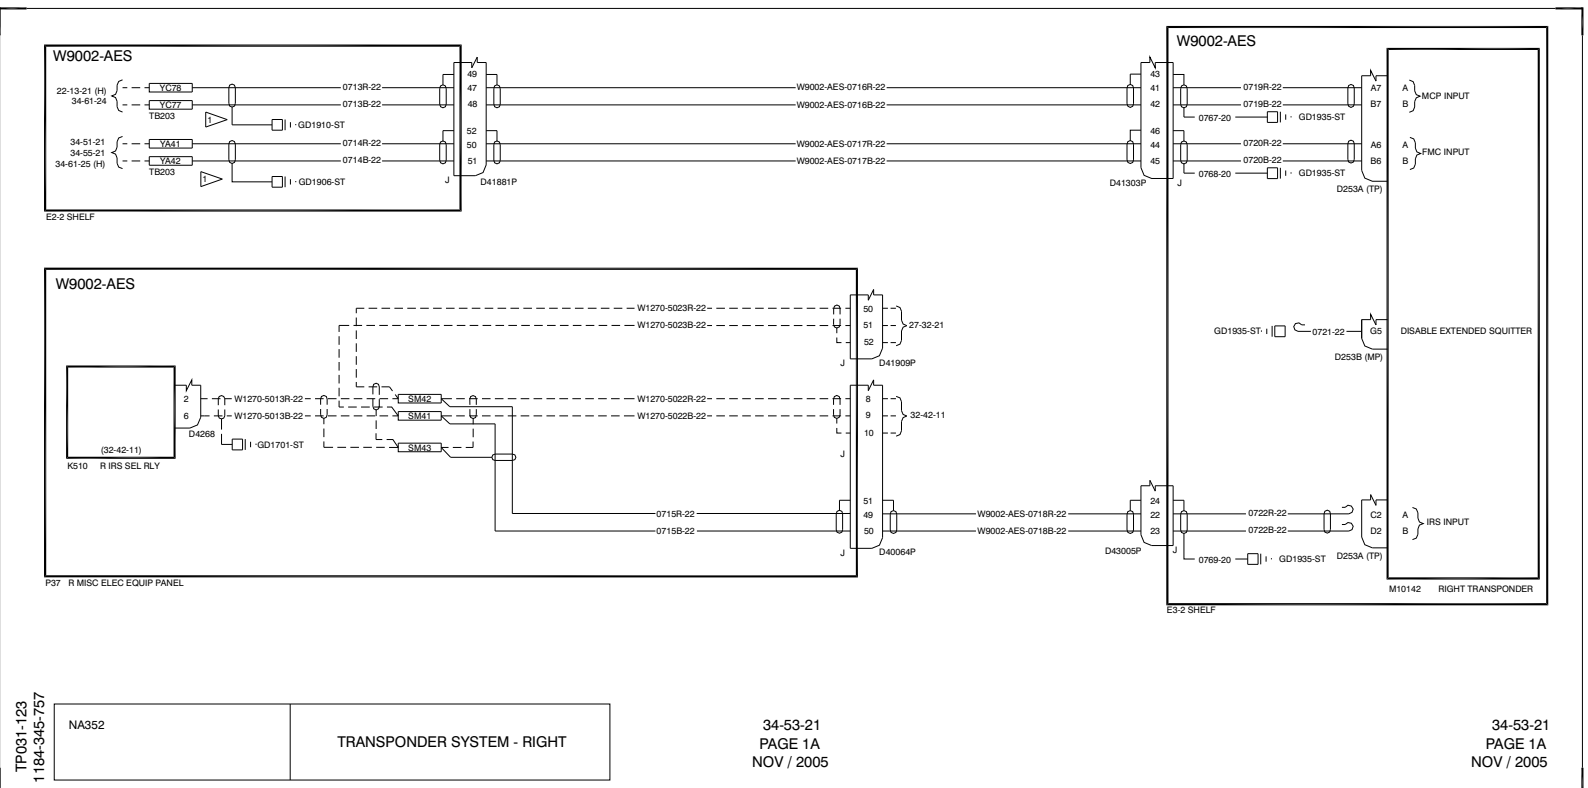 W9002-AES
22-13-21 (H)
34-61-24
YC78
YC77
TB203
1
0713R-22
0713B-22
GD1910-ST
34-51-21
34-55-21
34-61-25 (H)
YA41
YA42
TB203
1
0714R-22
0714B-22
GD1906-ST
E2-2 SHELF
49
47
48
52
50
51
J
D41881P
W9002-AES-0716R-22
W9002-AES-0716B-22
W9002-AES-0717R-22
W9002-AES-0717B-22
43
41
42
46
44
45
D41303P
J
W9002-AES
0719R-22
0719B-22
0767-20
GD1935-ST
0720R-22
0720B-22
0768-20
GD1935-ST
A7
B7
A6
B6
D253A (TP)
A
B
MCP INPUT
A
B
FMC INPUT
GD1935-ST
0721-22
G5
DISABLE EXTENDED SQUITTER
D253B (MP)
W9002-AES
W1270-5023R-22
W1270-5023B-22
50
51
52
27-32-21
J
D41909P
(32-42-11)
K510 R IRS SEL RLY
2
6
D4268
W1270-5013R-22
W1270-5013B-22
GD1701-ST
SM42
SM41
SM43
W1270-5022R-22
W1270-5022B-22
8
9
10
32-42-11
J
0715R-22
0715B-22
51
49
50
J
D40064P
W9002-AES-0718R-22
W9002-AES-0718B-22
24
22
23
D43005P
J
0722R-22
0722B-22
0769-20
GD1935-ST
C2
D2
D253A (TP)
A
B
IRS INPUT
P37 R MISC ELEC EQUIP PANEL
M10142 RIGHT TRANSPONDER
E3-2 SHELF
TP031-123
1184-345-757
NA352
TRANSPONDER SYSTEM - RIGHT
34-53-21
PAGE 1A
NOV / 2005
34-53-21
PAGE 1A
NOV / 2005